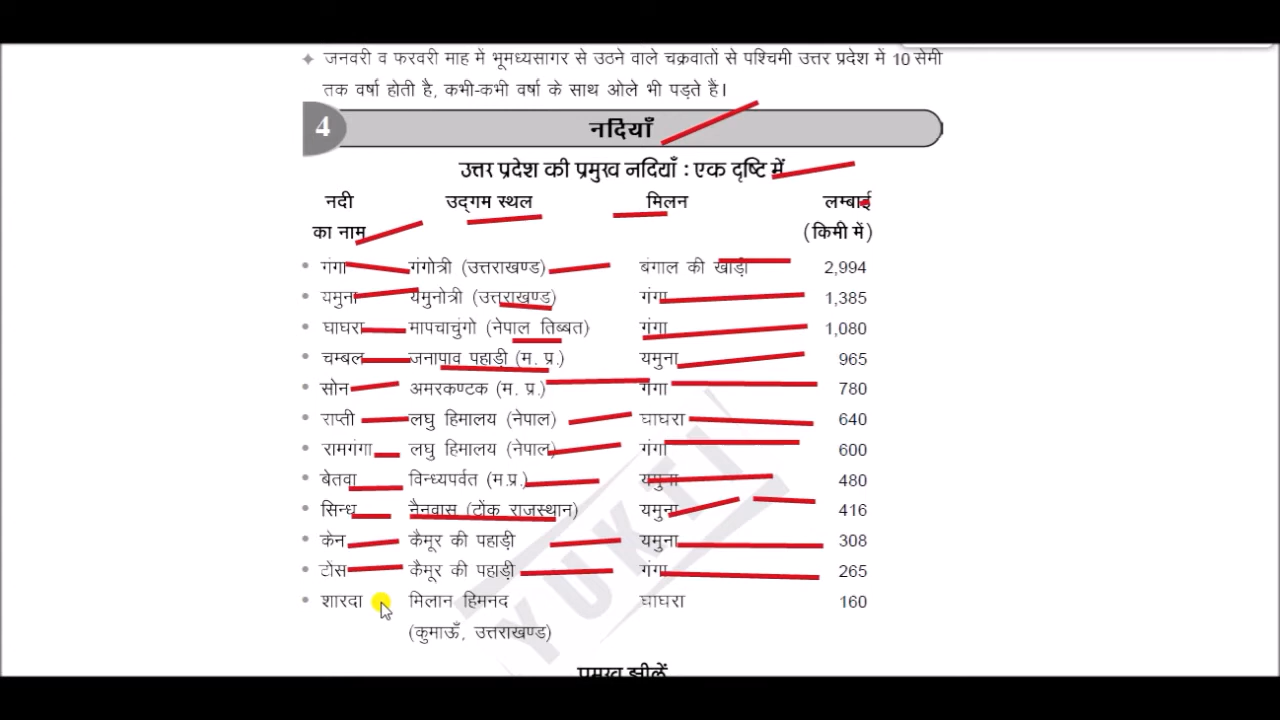 जनवरी व फरवरी माह में भूमध्यसागर से उठने वाले चक्रवातों से पश्चिमी उत्तर प्रदेश में 10 सेमी
तक वर्षा होती है, कभी-कभी वर्षा के साथ ओले भी पड़ते हैं।
4 नदियाँ
उत्तर प्रदेश की प्रमुख नदियाँ : एक दृष्टि में
नदी उद्गम स्थल मिलन लम्बाई
का नाम (किमी में)
• गंगा गंगोत्री (उत्तराखण्ड) बंगाल की खाड़ी 2,994
• यमुना यमुनोत्री (उत्तराखण्ड) गंगा 1,385
• घाघरा मापचाचुंगो (नेपाल तिब्बत) गंगा 1,080
• चम्बल जनापाव पहाड़ी (म. प्र.) यमुना 965
• सोन अमरकण्टक (म. प्र.) गंगा 780
• राप्ती लघु हिमालय (नेपाल) घाघरा 640
• रामगंगा लघु हिमालय (नेपाल) गंगा 600
• बेतवा विन्ध्यपर्वत (म.प्र.) यमुना 480
• सिन्ध नैनवास (टोंक राजस्थान) यमुना 416
• केन कैमूर की पहाड़ी यमुना 308
• टोस कैमूर की पहाड़ी गंगा 265
• शारदा मिलान हिमनद घाघरा 160
(कुमाऊँ, उत्तराखण्ड)
प्रमुख झीलें
YUKTI